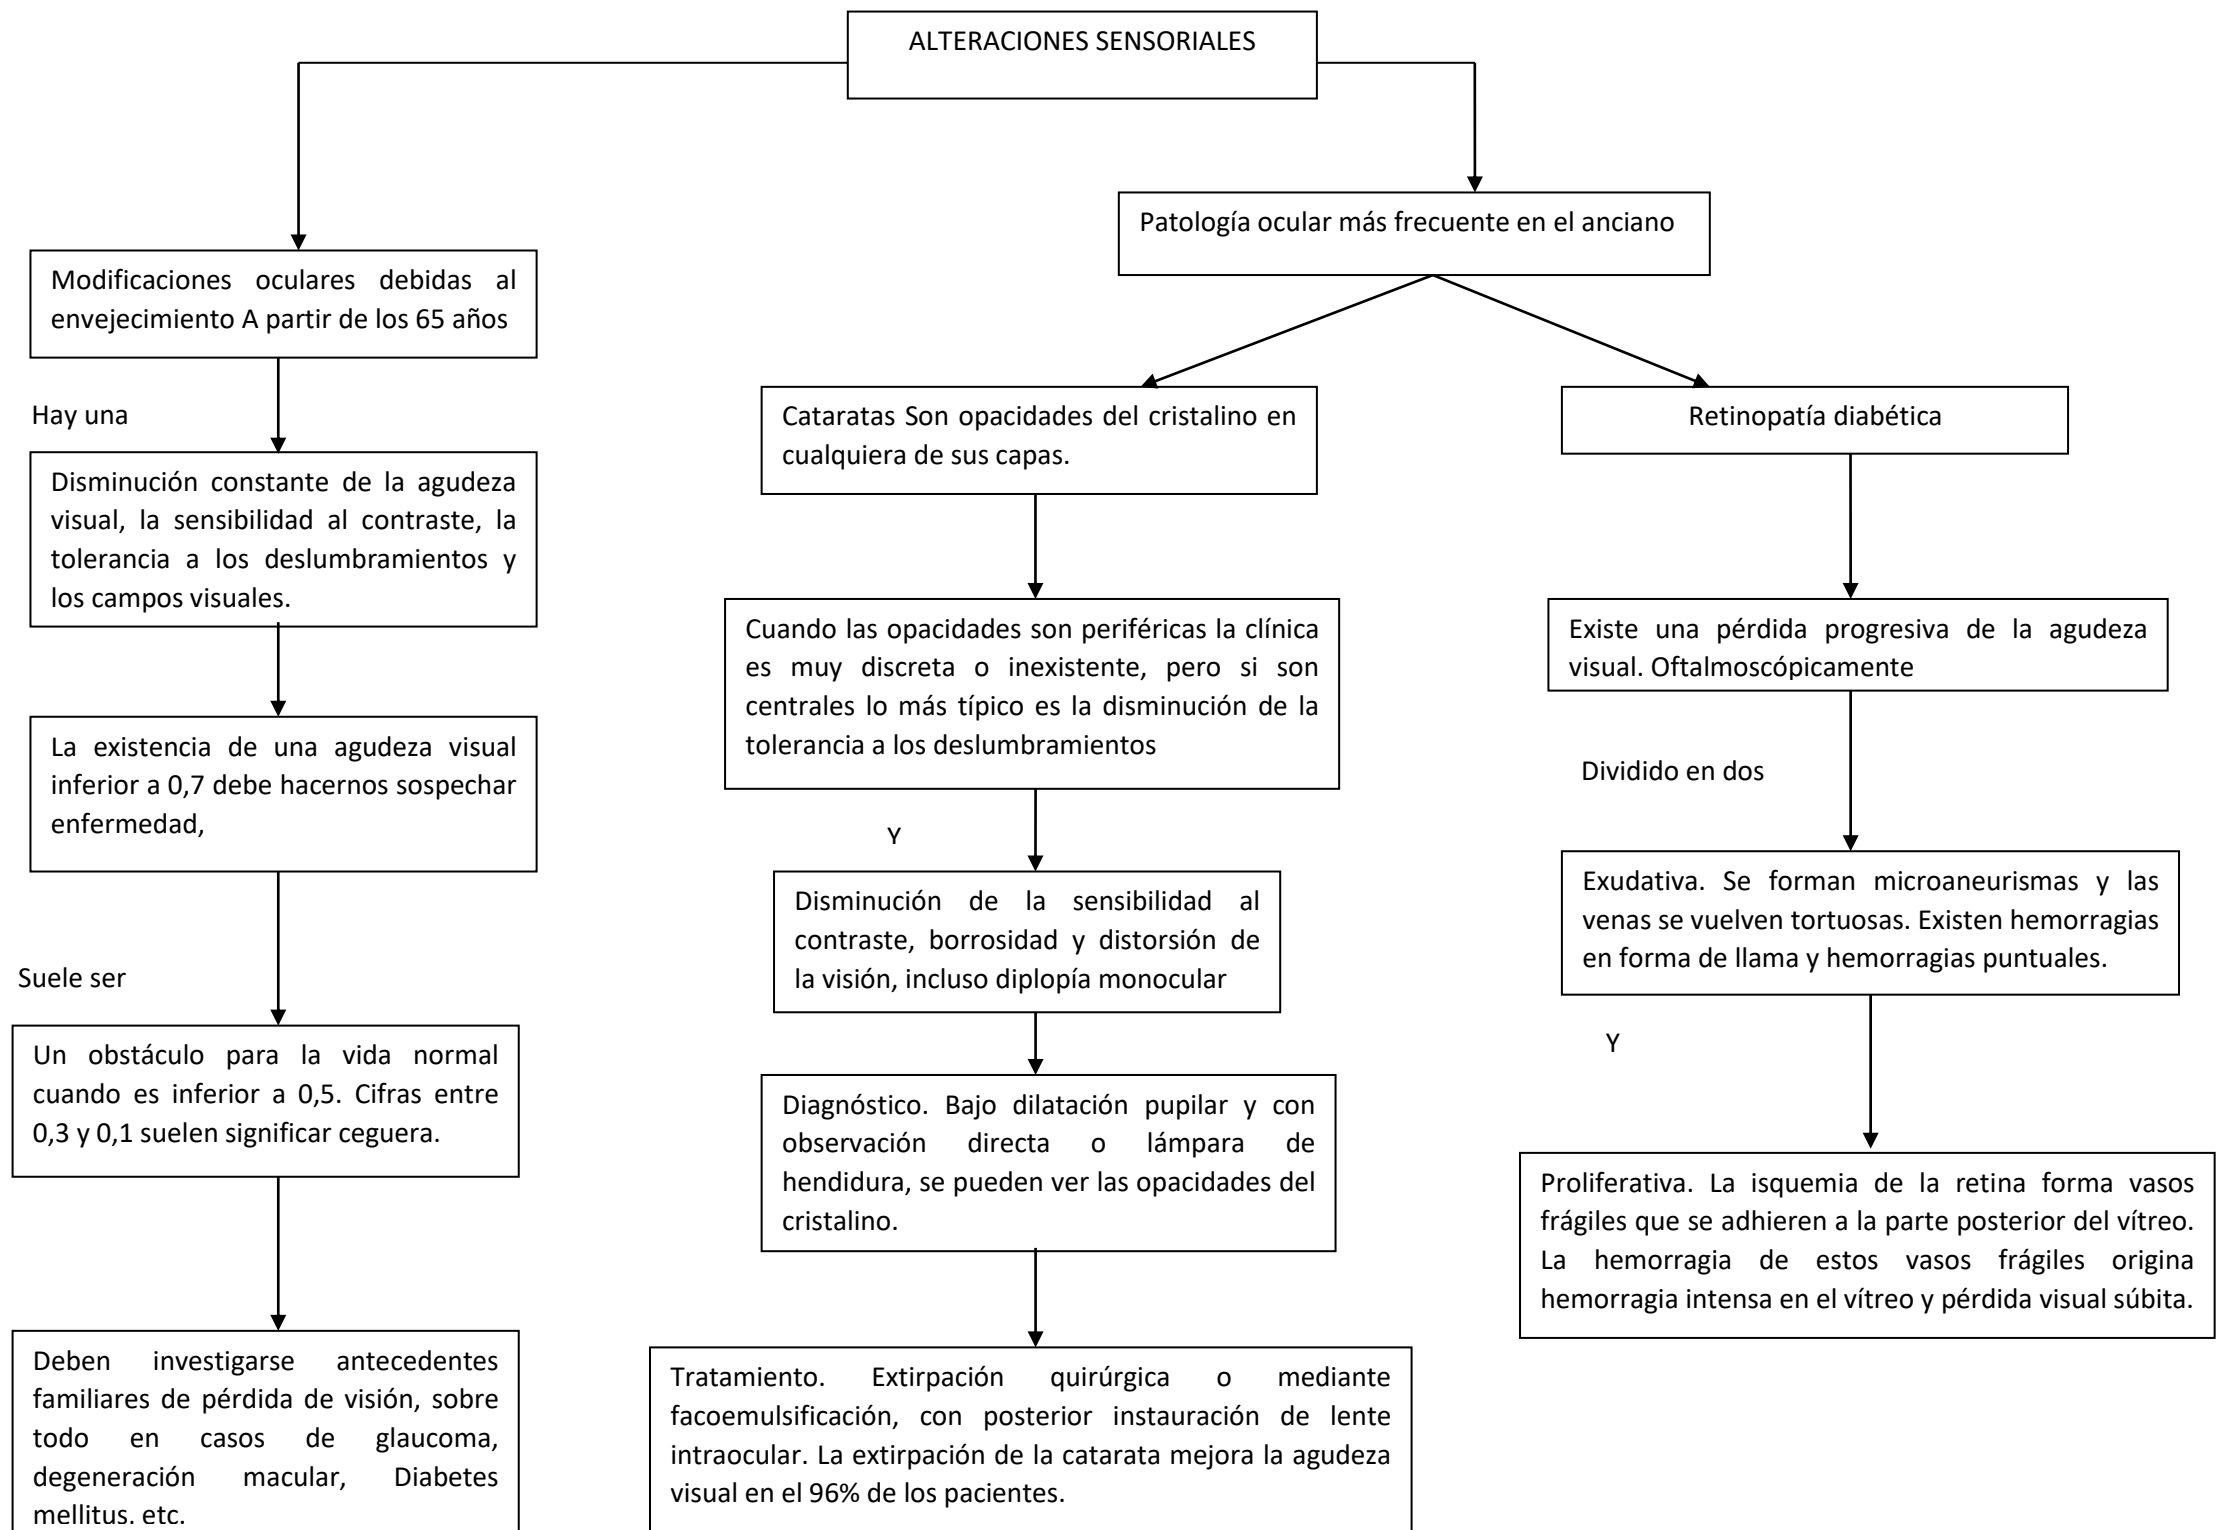 ALTERACIONES SENSORIALES
Modificaciones oculares debidas al
envejecimiento A partir de los 65 años
Hay una
Disminución constante de la agudeza
visual, la sensibilidad al contraste, la
tolerancia a los deslumbramientos y
los campos visuales.
La existencia de una agudeza visual
inferior a 0,7 debe hacernos sospechar
enfermedad,
Suele ser
Un obstáculo para la vida normal
cuando es inferior a 0,5. Cifras entre
0,3 y 0,1 suelen significar ceguera.
Deben investigarse antecedentes
familiares de pérdida de visión, sobre
todo en casos de glaucoma,
degeneración macular, Diabetes
mellitus. etc.
Patología ocular más frecuente en el anciano
Cataratas Son opacidades del cristalino en
cualquiera de sus capas.
Cuando las opacidades son periféricas la clínica
es muy discreta o inexistente, pero si son
centrales lo más típico es la disminución de la
tolerancia a los deslumbramientos
Y
Disminución de la sensibilidad al
contraste, borrosidad y distorsión de
la visión, incluso diplopía monocular
Diagnóstico. Bajo dilatación pupilar y con
observación directa o lámpara de
hendidura, se pueden ver las opacidades del
cristalino.
Tratamiento. Extirpación quirúrgica o mediante
facoemulsificación, con posterior instauración de lente
intraocular. La extirpación de la catarata mejora la agudeza
visual en el 96% de los pacientes.
Retinopatía diabética
Existe una pérdida progresiva de la agudeza
visual. Oftalmoscópicamente
Dividido en dos
Exudativa. Se forman microaneurismas y las
venas se vuelven tortuosas. Existen hemorragias
en forma de llama y hemorragias puntuales.
Y
Proliferativa. La isquemia de la retina forma vasos
frágiles que se adhieren a la parte posterior del vítreo.
La hemorragia de estos vasos frágiles origina
hemorragia intensa en el vítreo y pérdida visual súbita.